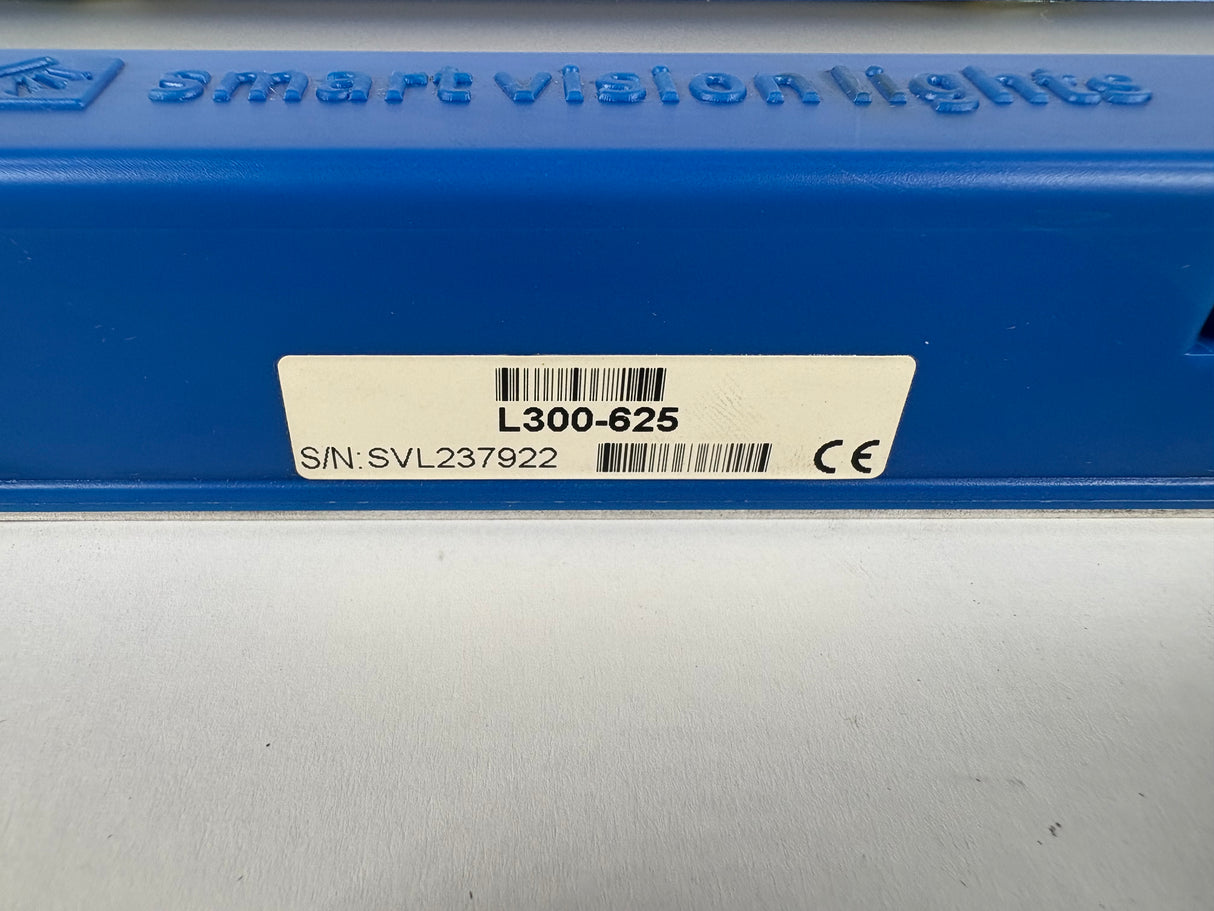 smart vision lights
L300-625
S/N: SVL237922
CE